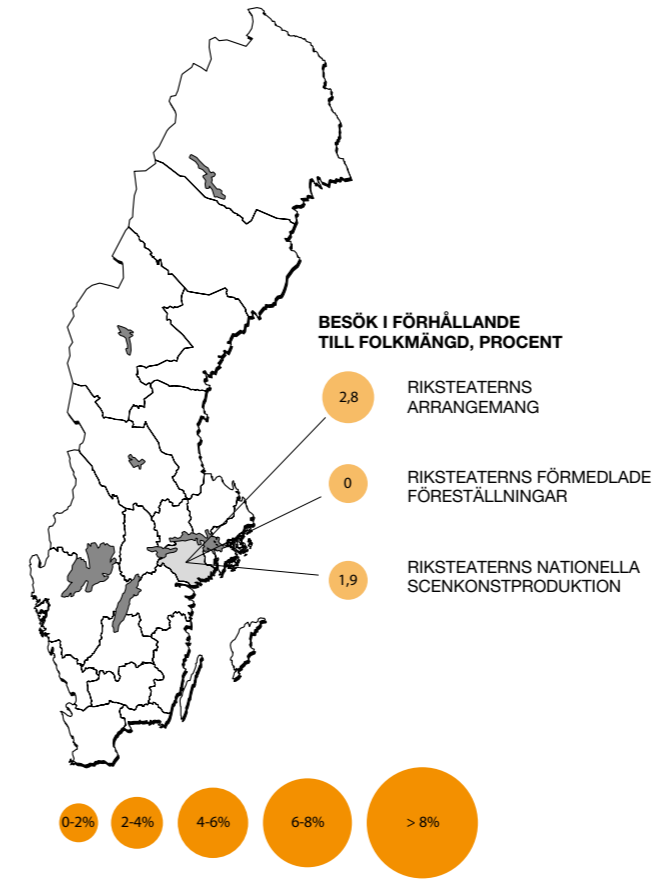 BESÖK I FÖRHÅLLANDE
TILL FOLKMÄNGD, PROCENT
2,8
RIKSTEATERNS
ARRANGEMANG
0
RIKSTEATERNS FÖRMEDLADE
FÖRESTÄLLNINGAR
1,9
RIKSTEATERNS NATIONELLA
SCENKONSTPRODUKTION
0-2%
2-4%
4-6%
6-8%
> 8%